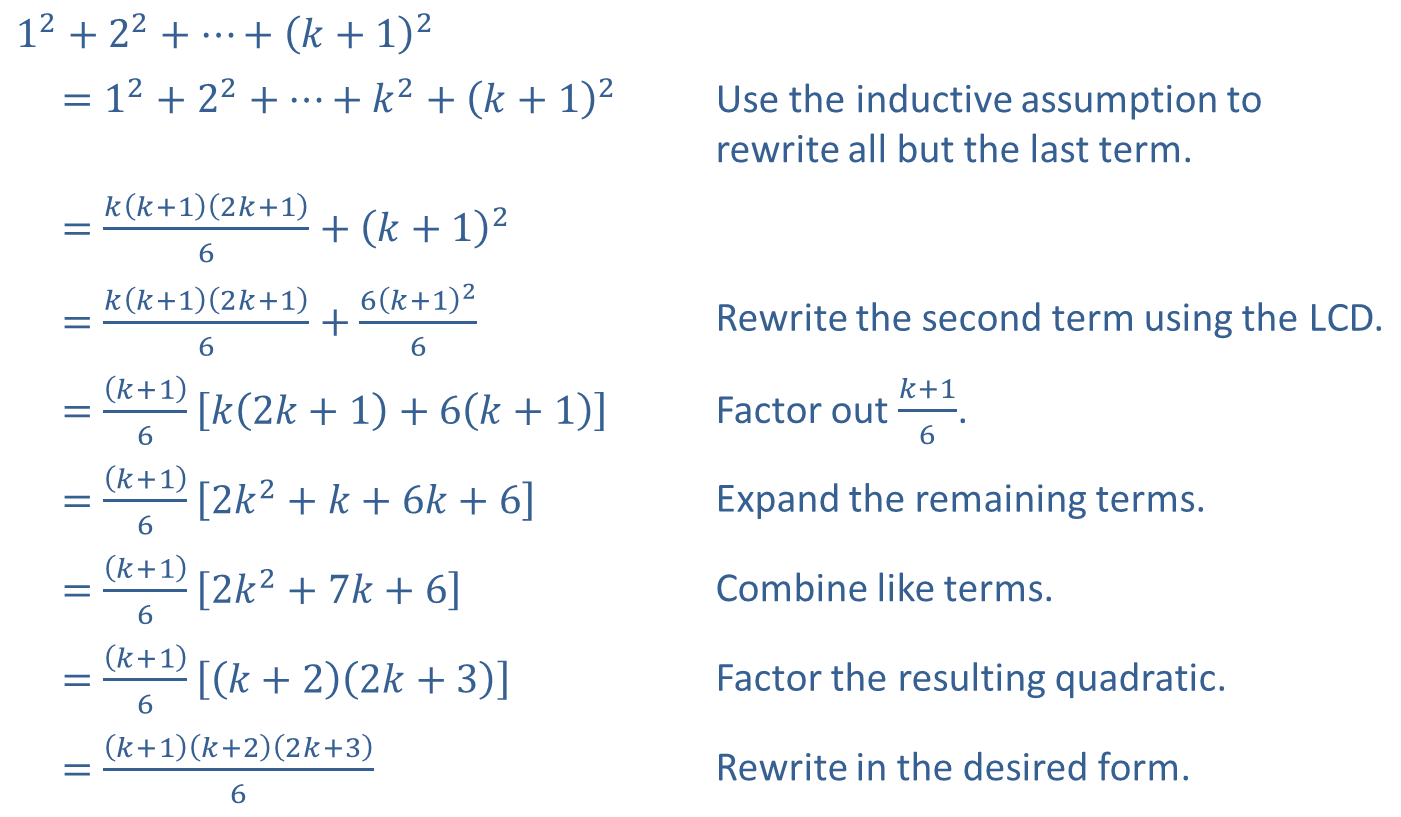 1² + 2² + ⋯ + (k + 1)²
= 1² + 2² + ⋯ + k² + (k + 1)² Use the inductive assumption to
rewrite all but the last term.
= k(k+1)(2k+1)/6 + (k + 1)²
= k(k+1)(2k+1)/6 + 6(k+1)²/6 Rewrite the second term using the LCD.
= (k+1)/6 [k(2k + 1) + 6(k + 1)] Factor out k+1/6.
= (k+1)/6 [2k² + k + 6k + 6] Expand the remaining terms.
= (k+1)/6 [2k² + 7k + 6] Combine like terms.
= (k+1)/6 [(k + 2)(2k + 3)] Factor the resulting quadratic.
= (k+1)(k+2)(2k+3)/6 Rewrite in the desired form.